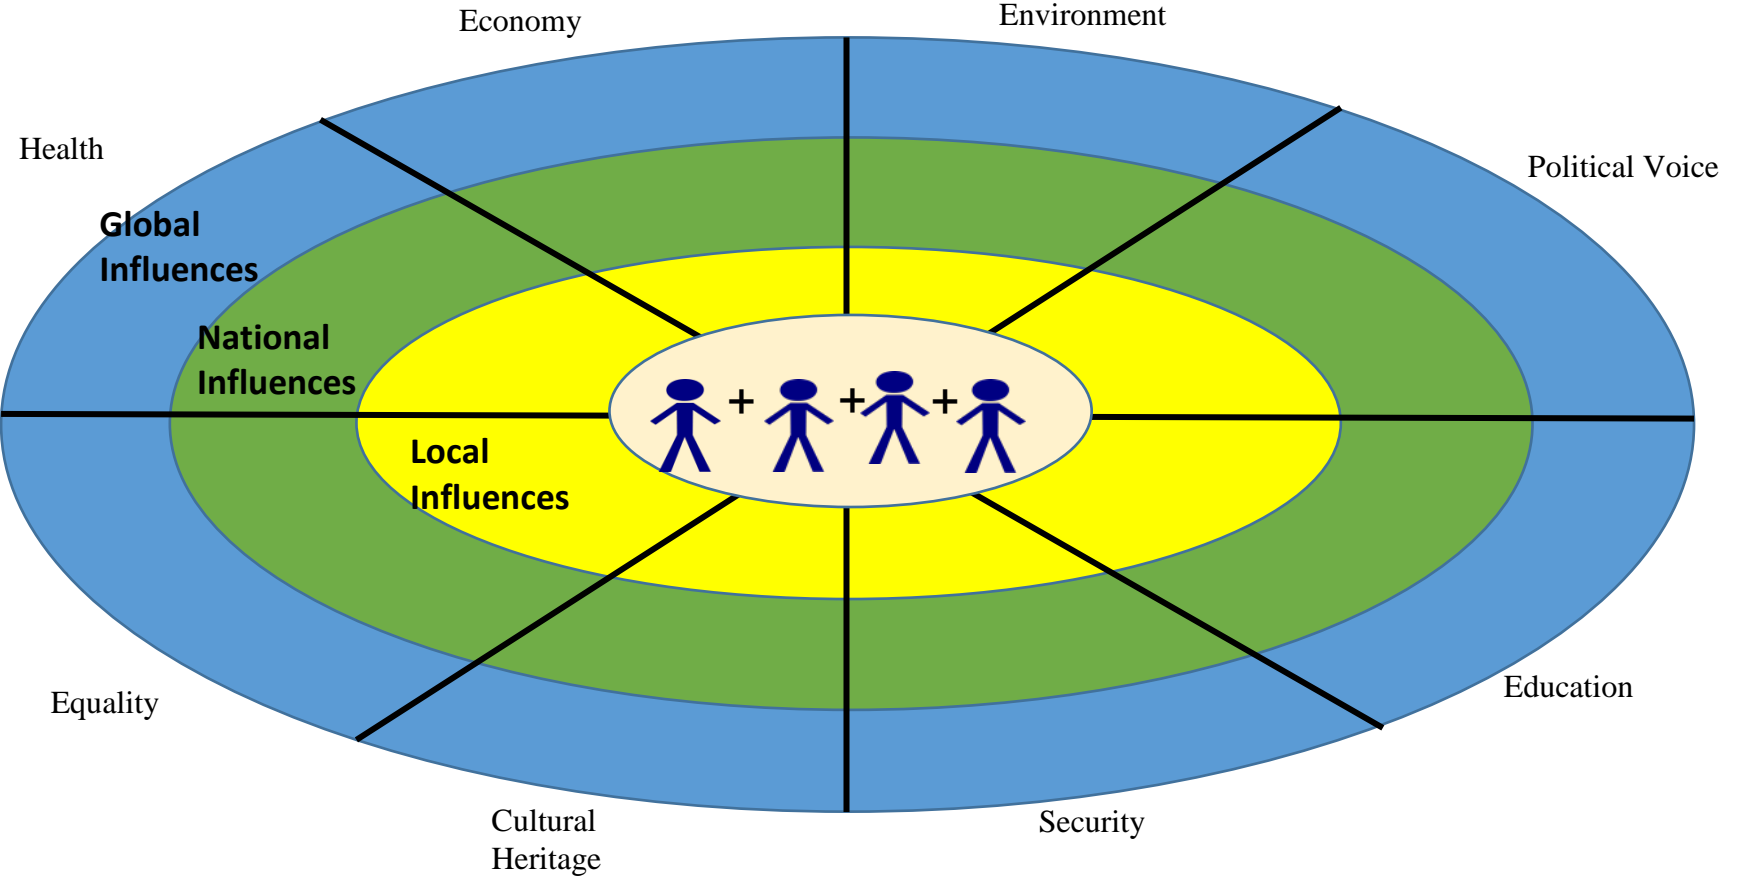 Economy
Environment
Health
Political Voice
Global
Influences
National
Influences
+ + + +
Local
Influences
Equality
Education
Cultural
Heritage
Security